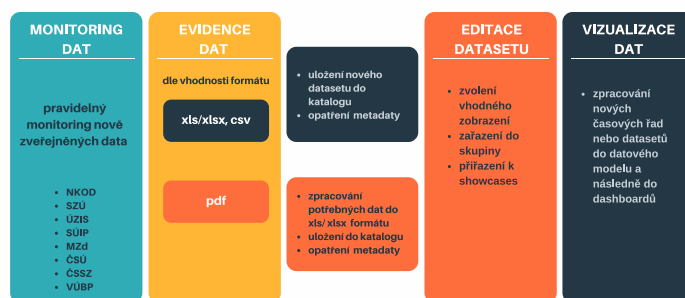 MONITORING
DAT
pravidelný
monitoring nově
zveřejněných data
• NKOD
• SZÚ
• ÚZIS
• SÚIP
• MZd
• ČSÚ
• ČSSZ
• VÚBP
EVIDENCE
DAT
dle vhodnosti formátu
xls/xlsx, csv
pdf
• uložení nového
datasetu do
katalogu
• opatření metadaty
• zpracování
potřebných dat do
xls/ xlsx formátu
• uložení do katalogu
• opatření metadaty
EDITACE
DATASETU
• zvolení
vhodného
zobrazení
• zařazení do
skupiny
• přiřazení k
showcases
VIZUALIZACE
DAT
• zpracování
nových
časových řad
nebo datasetů
do datového
modelu a
následně do
dashboardů